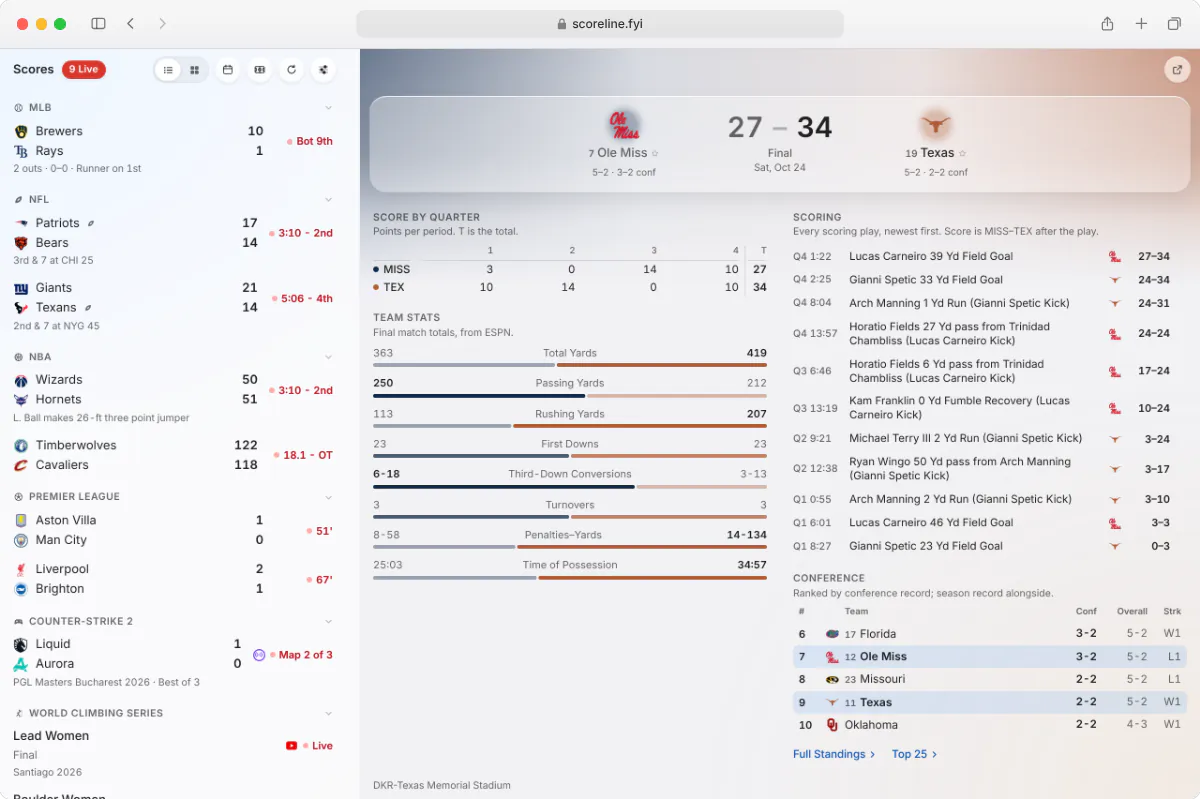 scoreline.fyi
Scores 9 Live
MLB
Brewers 10
Rays 1
Bot 9th
2 outs · 0–0 · Runner on 1st
NFL
Patriots 17
Bears 14
3:10 - 2nd
3rd & 7 at CHI 25
Giants 21
Texans 14
5:06 - 4th
2nd & 7 at NYG 45
NBA
Wizards 50
Hornets 51
3:10 - 2nd
L. Ball makes 26-ft three point jumper
Timberwolves 122
Cavaliers 118
18.1 - OT
PREMIER LEAGUE
Aston Villa 1
Man City 0
51'
Liverpool 2
Brighton 1
67'
COUNTER-STRIKE 2
Liquid 1
Aurora 0
Map 2 of 3
PGL Masters Bucharest 2026 · Best of 3
WORLD CLIMBING SERIES
Lead Women
Final
Live
Santiago 2026
Boulder Women
Ole Miss
7 Ole Miss
5–2 · 3–2 conf
27 – 34
Final
Sat, Oct 24
19 Texas
5–2 · 2–2 conf
SCORE BY QUARTER
Points per period. T is the total.
1 2 3 4 T
MISS 3 0 14 10 27
TEX 10 14 0 10 34
TEAM STATS
Final match totals, from ESPN.
363 Total Yards 419
250 Passing Yards 212
113 Rushing Yards 207
23 First Downs 23
6-18 Third-Down Conversions 3-13
3 Turnovers 3
8-58 Penalties–Yards 14-134
25:03 Time of Possession 34:57
DKR-Texas Memorial Stadium
SCORING
Every scoring play, newest first. Score is MISS–TEX after the play.
Q4 1:22 Lucas Carneiro 39 Yd Field Goal 27–34
Q4 2:25 Gianni Spetic 33 Yd Field Goal 24–34
Q4 8:04 Arch Manning 1 Yd Run (Gianni Spetic Kick) 24–31
Q4 13:57 Horatio Fields 27 Yd pass from Trinidad
Chambliss (Lucas Carneiro Kick) 24–24
Q3 6:46 Horatio Fields 6 Yd pass from Trinidad
Chambliss (Lucas Carneiro Kick) 17–24
Q3 13:19 Kam Franklin 0 Yd Fumble Recovery (Lucas
Carneiro Kick) 10–24
Q2 9:21 Michael Terry III 2 Yd Run (Gianni Spetic Kick) 3–24
Q2 12:38 Ryan Wingo 50 Yd pass from Arch Manning
(Gianni Spetic Kick) 3–17
Q1 0:55 Arch Manning 2 Yd Run (Gianni Spetic Kick) 3–10
Q1 6:01 Lucas Carneiro 46 Yd Field Goal 3–3
Q1 8:27 Gianni Spetic 23 Yd Field Goal 0–3
CONFERENCE
Ranked by conference record; season record alongside.
# Team Conf Overall Strk
6 17 Florida 3-2 5-2 W1
7 12 Ole Miss 3-2 5-2 L1
8 23 Missouri 2-2 5-2 L1
9 11 Texas 2-2 5-2 W1
10 Oklahoma 2-2 4-3 W1
Full Standings Top 25